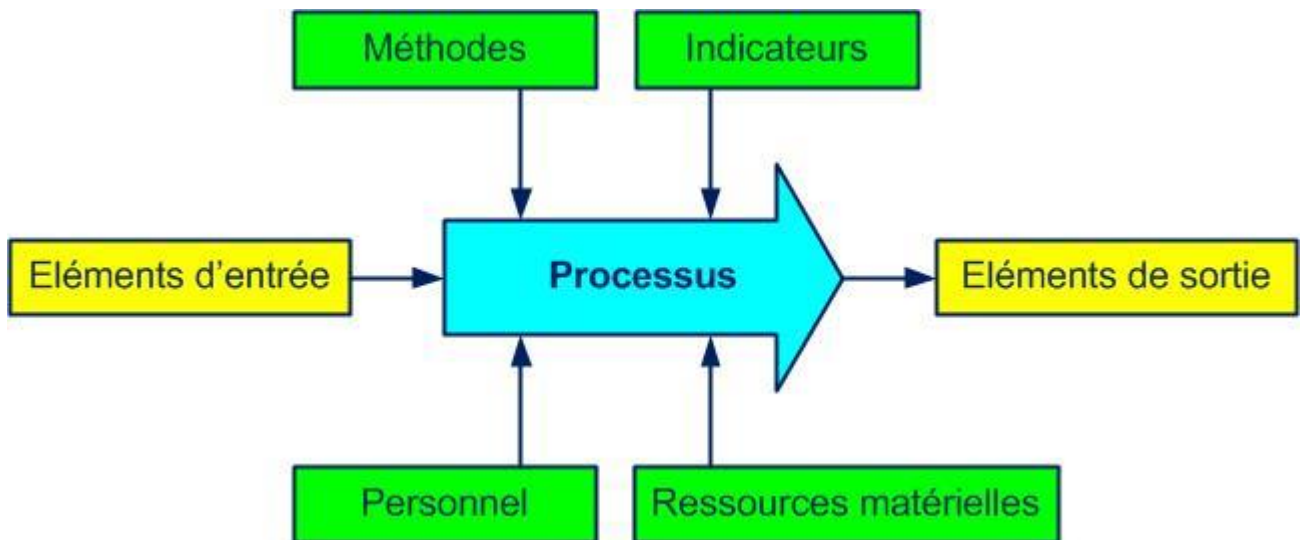 Méthodes
Indicateurs
Eléments d'entrée
Processus
Eléments de sortie
Personnel
Ressources matérielles